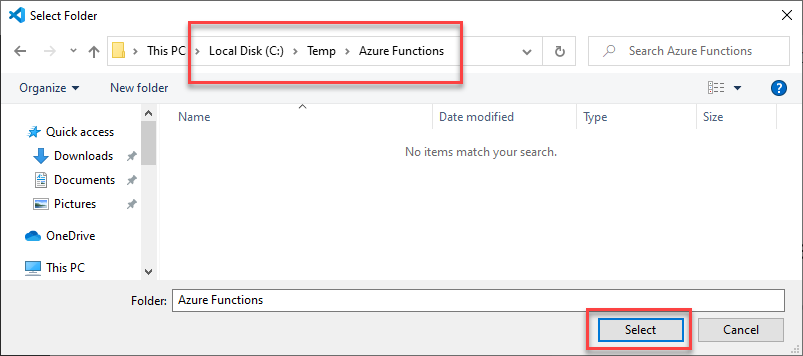 Select Folder
This PC > Local Disk (C:) > Temp > Azure Functions
Search Azure Functions
Organize New folder
?
Name Date modified Type Size
No items match your search.
Quick access
Downloads
Documents
Pictures
OneDrive
This PC
Folder: Azure Functions
Select Cancel